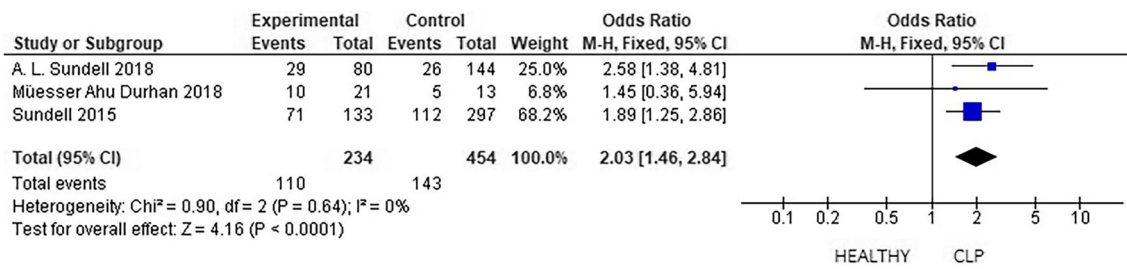 Experimental Control Odds Ratio Odds Ratio
Study or Subgroup Events Total Events Total Weight M-H, Fixed, 95% CI M-H, Fixed, 95% CI
A. L. Sundell 2018 29 80 26 144 25.0% 2.58 [1.38, 4.81]
Müesser Ahu Durhan 2018 10 21 5 13 6.8% 1.45 [0.36, 5.94]
Sundell 2015 71 133 112 297 68.2% 1.89 [1.25, 2.86]
Total (95% CI) 234 454 100.0% 2.03 [1.46, 2.84]
Total events 110 143
Heterogeneity: Chi² = 0.90, df = 2 (P = 0.64); I² = 0%
Test for overall effect: Z = 4.16 (P < 0.0001)
0.1 0.2 0.5 1 2 5 10
HEALTHY CLP